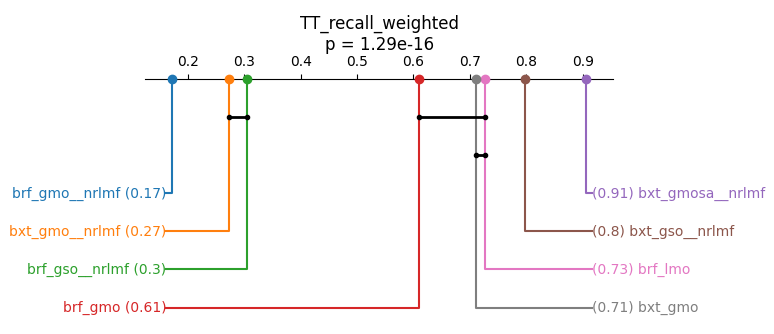 TT_recall_weighted
p = 1.29e-16
0.2 0.3 0.4 0.5 0.6 0.7 0.8 0.9
brf_gmo__nrlmf (0.17) (0.91) bxt_gmosa__nrlmf
bxt_gmo__nrlmf (0.27) (0.8) bxt_gso__nrlmf
brf_gso__nrlmf (0.3) (0.73) brf_lmo
brf_gmo (0.61) (0.71) bxt_gmo